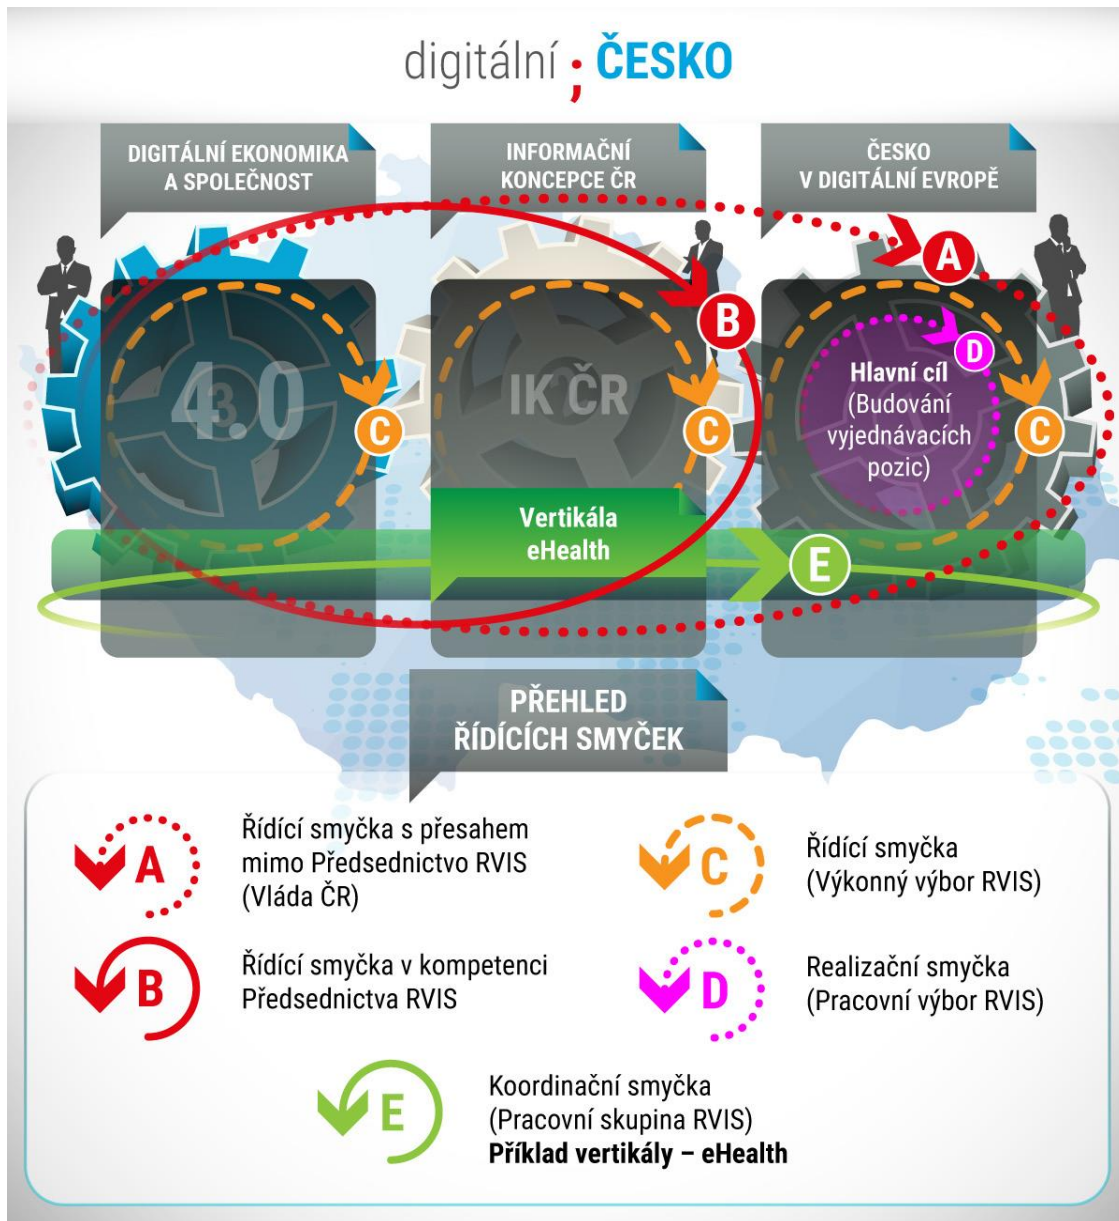 digitální ; ČESKO
DIGITÁLNÍ EKONOMIKA
A SPOLEČNOST
INFORMAČNÍ
KONCEPCE ČR
ČESKO
V DIGITÁLNÍ EVROPĚ
A
B
D
4.0
IK ČR
Hlavní cíl
(Budování
vyjednávacích
pozic)
C
C
C
Vertikála
eHealth
E
PŘEHLED
ŘÍDÍCÍCH SMYČEK
A
Řídící smyčka s přesahem
mimo Předsednictvo RVIS
(Vláda ČR)
C
Řídící smyčka
(Výkonný výbor RVIS)
B
Řídící smyčka v kompetenci
Předsednictva RVIS
D
Realizační smyčka
(Pracovní výbor RVIS)
E
Koordinační smyčka
(Pracovní skupina RVIS)
Příklad vertikály – eHealth